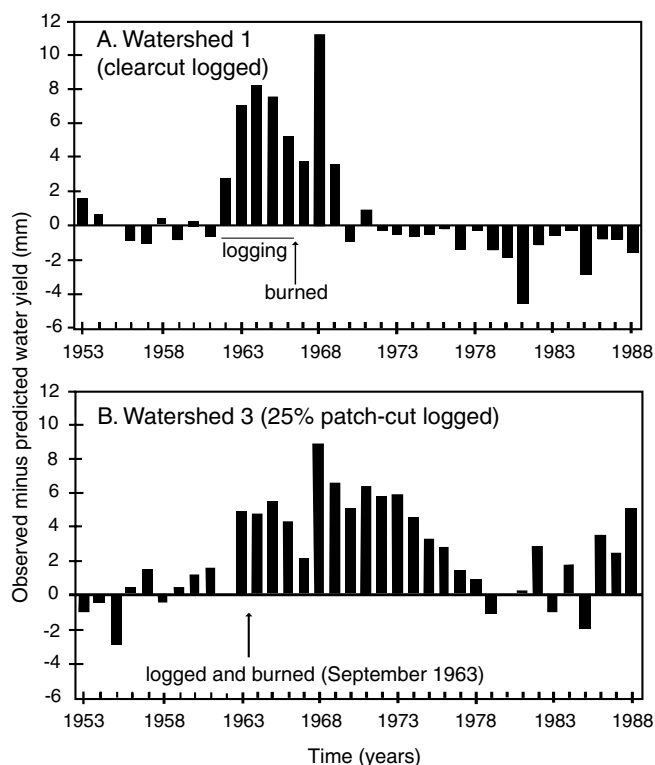 12
10
8
6
4
2
0
-2
-4
-6
A. Watershed 1
(clearcut logged)
logging
burned
1953 1958 1963 1968 1973 1978 1983 1988
Observed minus predicted water yield (mm)
12
10
8
6
4
2
0
-2
-4
-6
B. Watershed 3 (25% patch-cut logged)
logged and burned (September 1963)
1953 1958 1963 1968 1973 1978 1983 1988
Time (years)